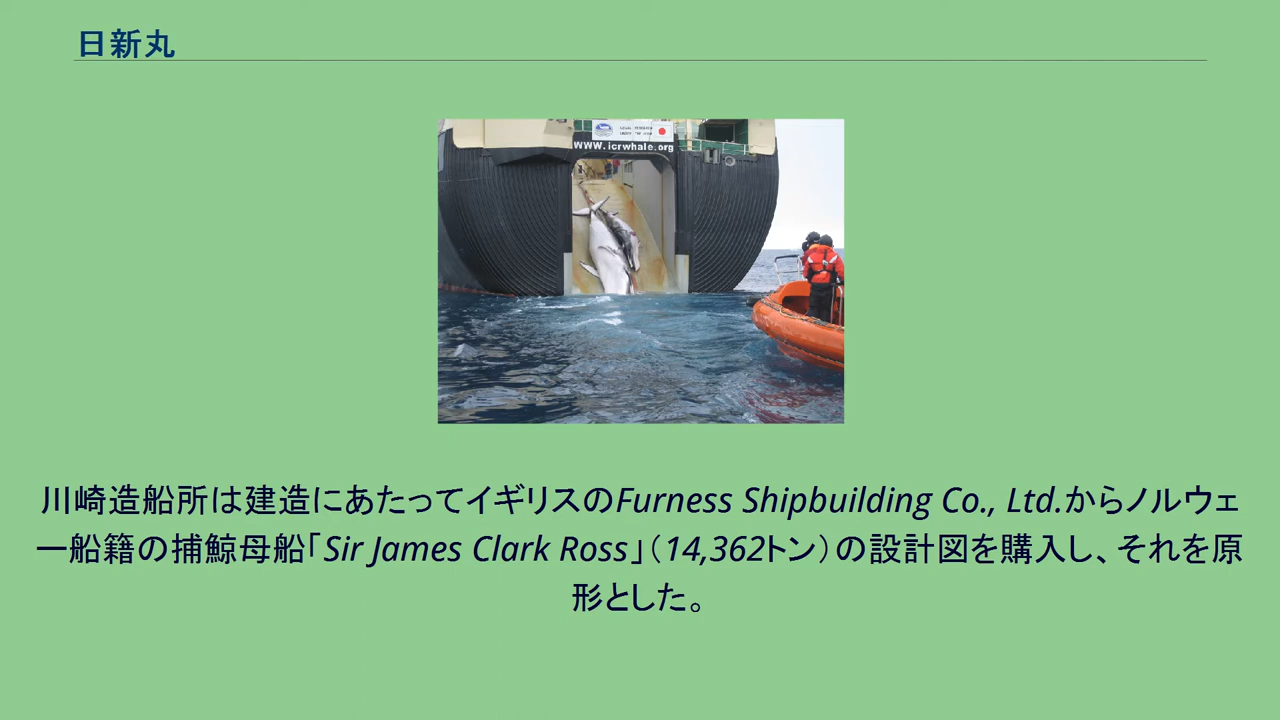 日新丸
www.icrwhale.org
川崎造船所は建造にあたってイギリスのFurness Shipbuilding Co., Ltd.からノルウェ
ー船籍の捕鯨母船｢Sir James Clark Ross｣（14,362トン）の設計図を購入し、それを原
形とした。